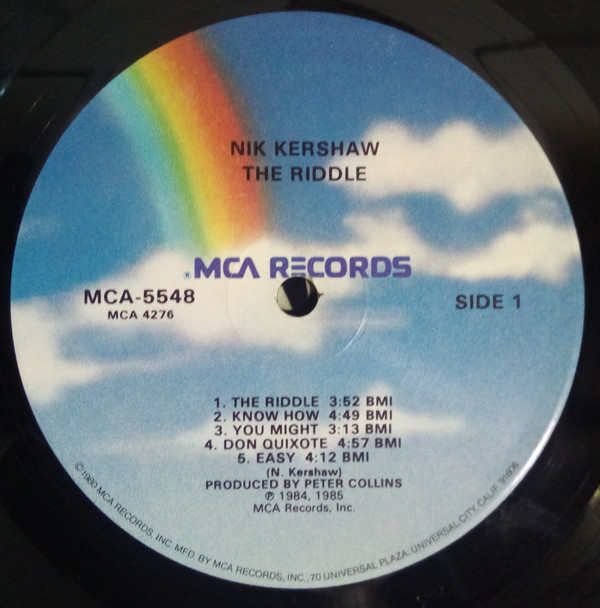 NIK KERSHAW
THE RIDDLE
MCA RECORDS
MCA-5548
MCA 4276
SIDE 1
1. THE RIDDLE 3:52 BMI
2. KNOW HOW 4:49 BMI
3. YOU MIGHT 3:13 BMI
4. DON QUIXOTE 4:57 BMI
5. EASY 4:12 BMI
(N. Kershaw)
PRODUCED BY PETER COLLINS
℗ 1984, 1985
MCA Records, Inc.
©1980 MCA RECORDS, INC. MFD. BY MCA RECORDS, INC., 70 UNIVERSAL PLAZA, UNIVERSAL CITY, CALIF. 91608